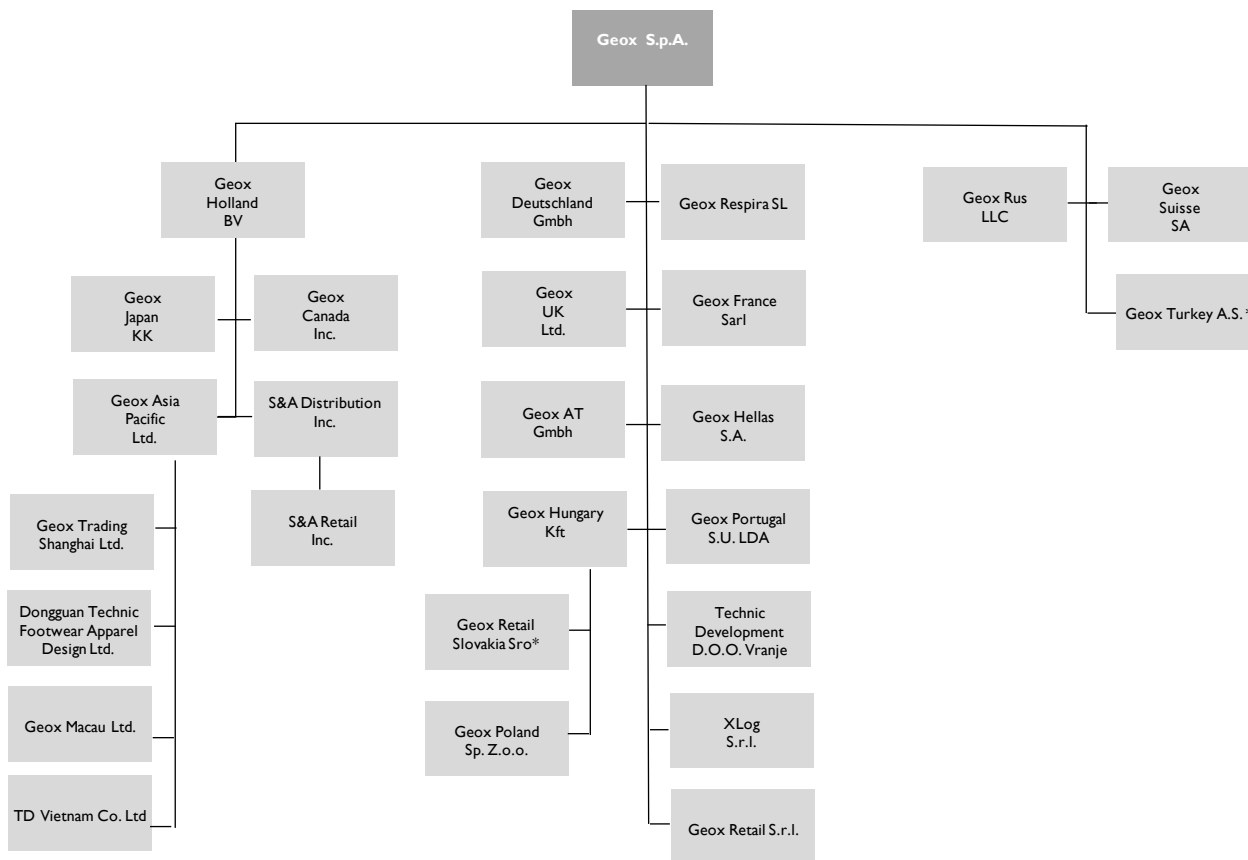 Geox S.p.A.
Geox
Holland
BV
Geox
Deutschland
Gmbh
Geox Respira SL
Geox Rus
LLC
Geox
Suisse
SA
Geox
Japan
KK
Geox
Canada
Inc.
Geox
UK
Ltd.
Geox France
Sarl
Geox Turkey A.S. *
Geox Asia
Pacific
Ltd.
S&A Distribution
Inc.
Geox AT
Gmbh
Geox Hellas
S.A.
Geox Trading
Shanghai Ltd.
S&A Retail
Inc.
Geox Hungary
Kft
Geox Portugal
S.U. LDA
Dongguan Technic
Footwear Apparel
Design Ltd.
Geox Retail
Slovakia Sro*
Technic
Development
D.O.O. Vranje
Geox Macau Ltd.
Geox Poland
Sp. Z.o.o.
XLog
S.r.l.
TD Vietnam Co. Ltd
Geox Retail S.r.l.